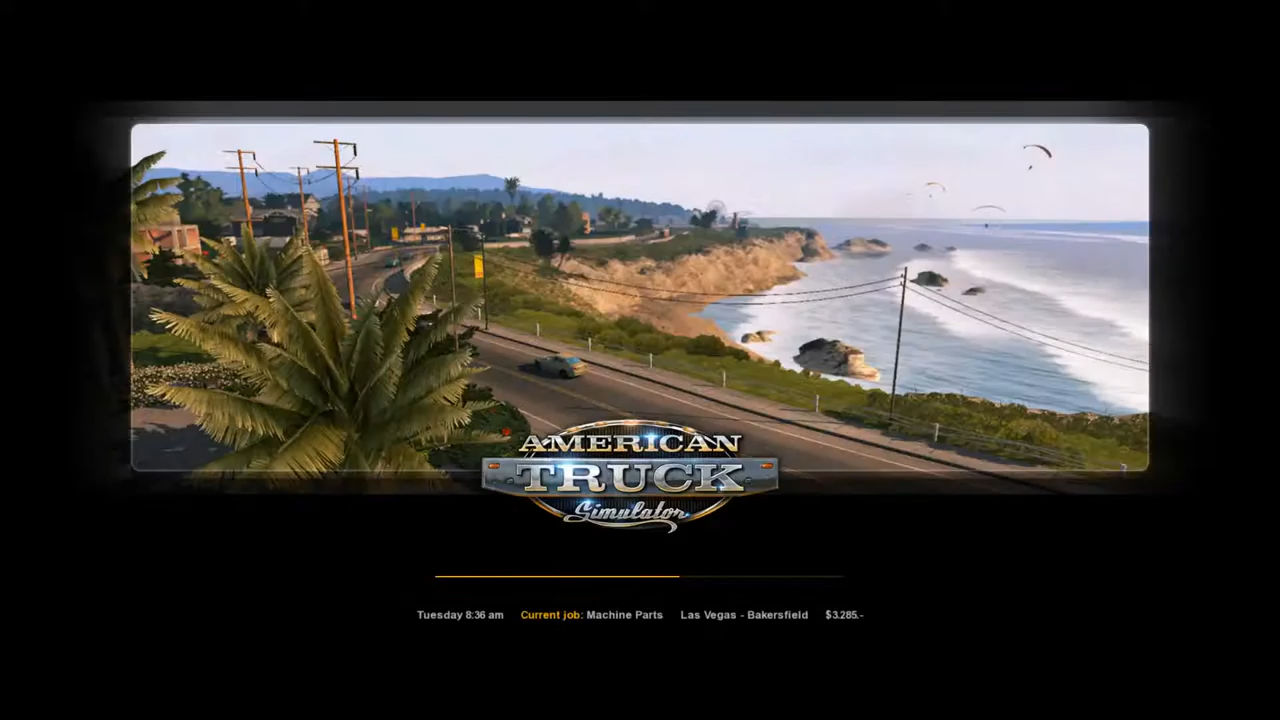 AMERICAN
TRUCK
Simulator
Tuesday 8:36 am Current job: Machine Parts Las Vegas - Bakersfield $3.285.-